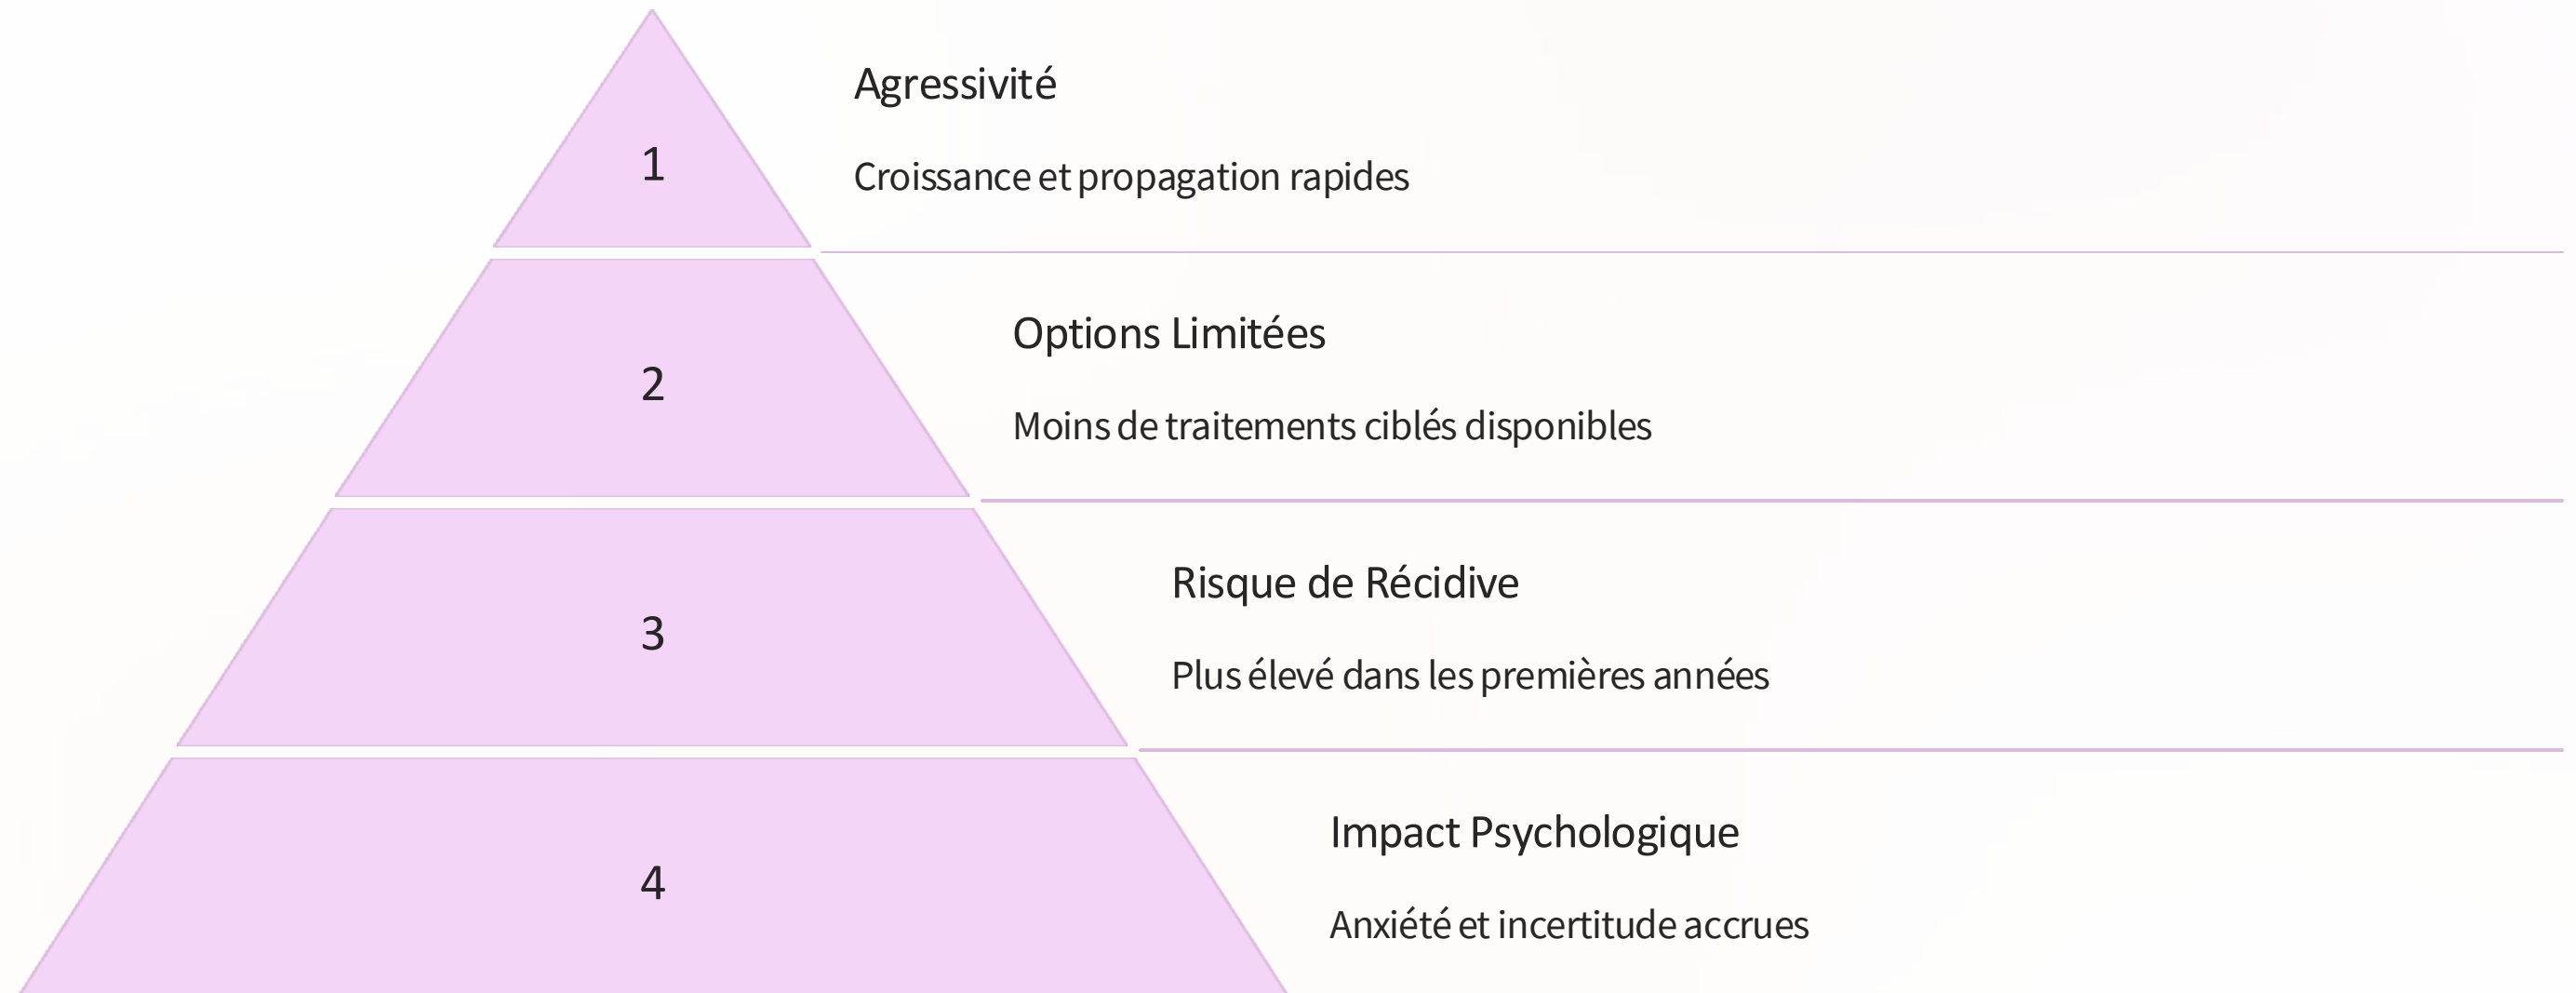 Agressivité
1
Croissance et propagation rapides
Options Limitées
2
Moins de traitements ciblés disponibles
Risque de Récidive
3
Plus élevé dans les premières années
Impact Psychologique
4
Anxiété et incertitude accrues